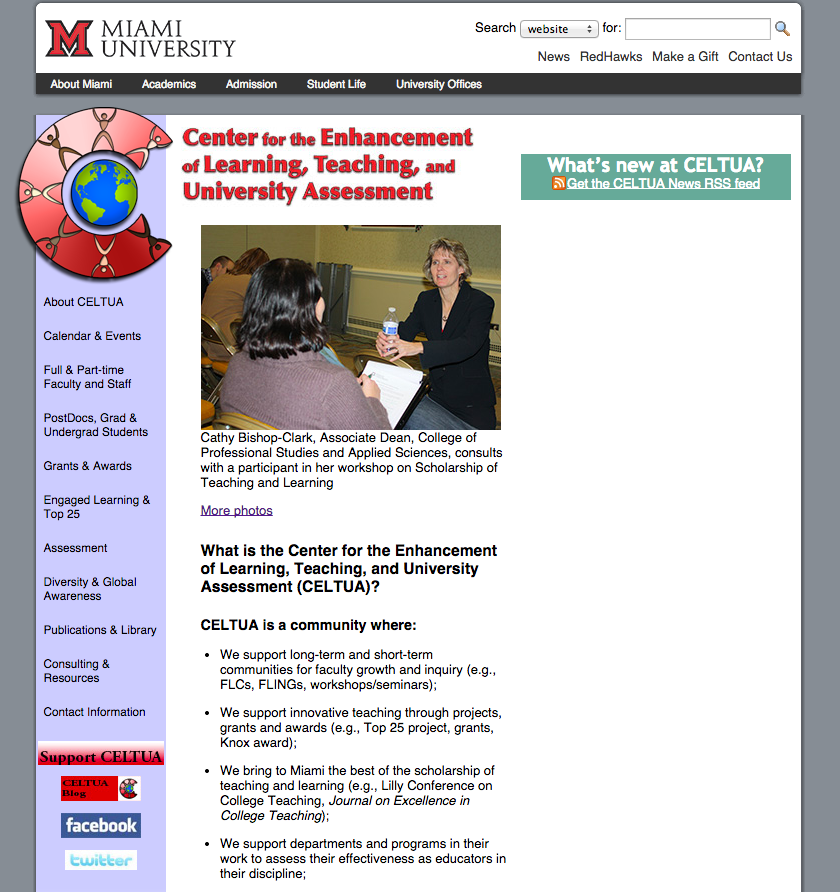 MIAMI
UNIVERSITY
Search website for:
News RedHawks Make a Gift Contact Us
About Miami Academics Admission Student Life University Offices
Center for the Enhancement
of Learning, Teaching, and
University Assessment
What's new at CELTUA?
Get the CELTUA News RSS feed
About CELTUA
Calendar & Events
Full & Part-time
Faculty and Staff
PostDocs, Grad &
Undergrad Students
Grants & Awards
Engaged Learning &
Top 25
Assessment
Diversity & Global
Awareness
Publications & Library
Consulting &
Resources
Contact Information
Support CELTUA
CELTUA
Blog
facebook
twitter
Cathy Bishop-Clark, Associate Dean, College of
Professional Studies and Applied Sciences, consults
with a participant in her workshop on Scholarship of
Teaching and Learning
More photos
What is the Center for the Enhancement
of Learning, Teaching, and University
Assessment (CELTUA)?
CELTUA is a community where:
• We support long-term and short-term
communities for faculty growth and inquiry (e.g.,
FLCs, FLINGs, workshops/seminars);
• We support innovative teaching through projects,
grants and awards (e.g., Top 25 project, grants,
Knox award);
• We bring to Miami the best of the scholarship of
teaching and learning (e.g., Lilly Conference on
College Teaching, Journal on Excellence in
College Teaching);
• We support departments and programs in their
work to assess their effectiveness as educators in
their discipline;